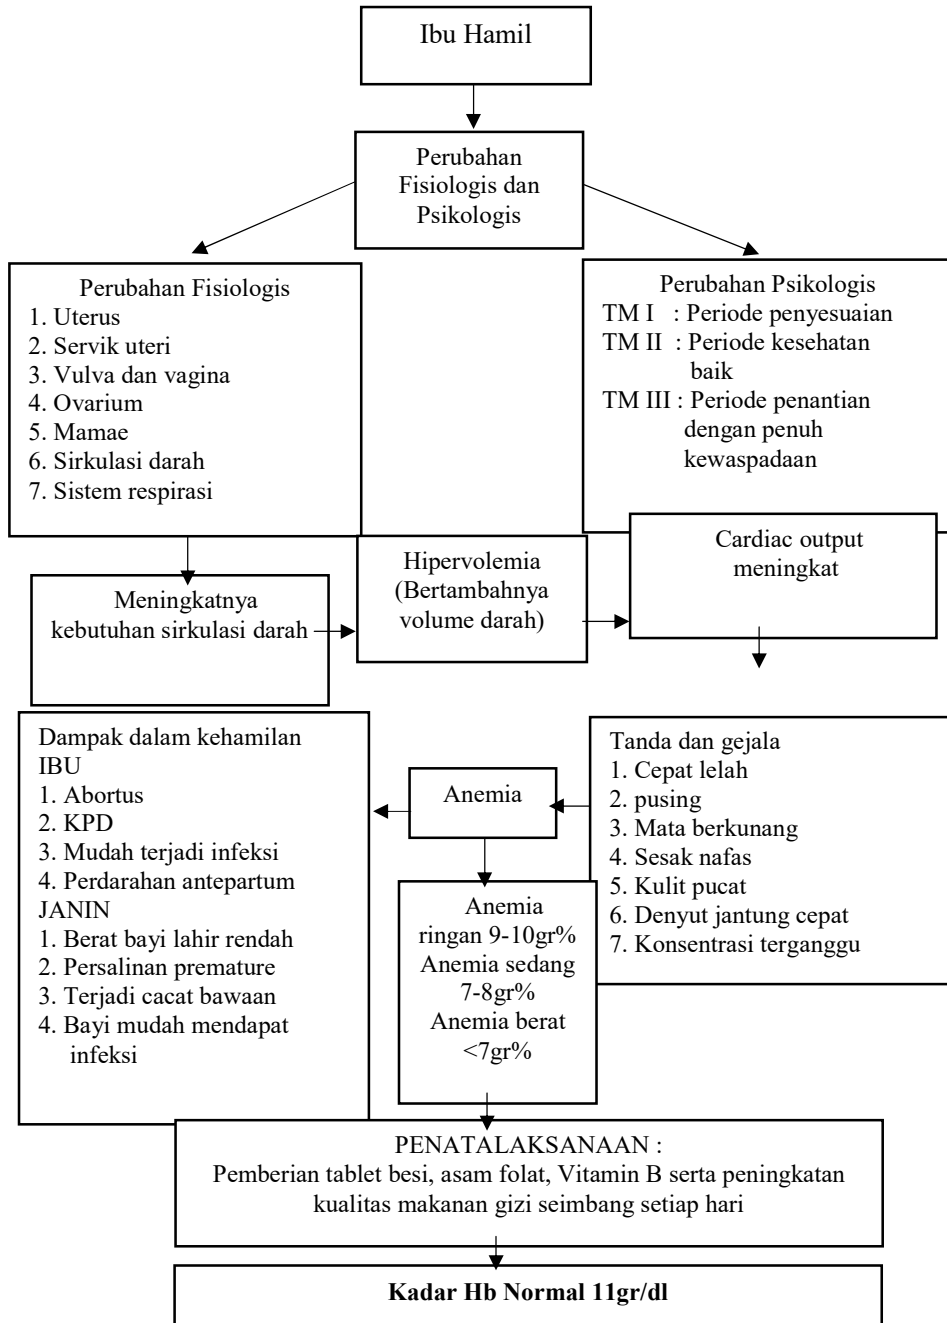 Ibu Hamil
Perubahan
Fisiologis dan
Psikologis
Perubahan Fisiologis
1. Uterus
2. Servik uteri
3. Vulva dan vagina
4. Ovarium
5. Mamae
6. Sirkulasi darah
7. Sistem respirasi
Perubahan Psikologis
TM I : Periode penyesuaian
TM II : Periode kesehatan
baik
TM III : Periode penantian
dengan penuh
kewaspadaan
Meningkatnya
kebutuhan sirkulasi darah
Hipervolemia
(Bertambahnya
volume darah)
Cardiac output
meningkat
Dampak dalam kehamilan
IBU
1. Abortus
2. KPD
3. Mudah terjadi infeksi
4. Perdarahan antepartum
JANIN
1. Berat bayi lahir rendah
2. Persalinan premature
3. Terjadi cacat bawaan
4. Bayi mudah mendapat
infeksi
Anemia
Anemia
ringan 9-10gr%
Anemia sedang
7-8gr%
Anemia berat
<7gr%
Tanda dan gejala
1. Cepat lelah
2. pusing
3. Mata berkunang
4. Sesak nafas
5. Kulit pucat
6. Denyut jantung cepat
7. Konsentrasi terganggu
PENATALAKSANAAN :
Pemberian tablet besi, asam folat, Vitamin B serta peningkatan
kualitas makanan gizi seimbang setiap hari
Kadar Hb Normal 11gr/dl